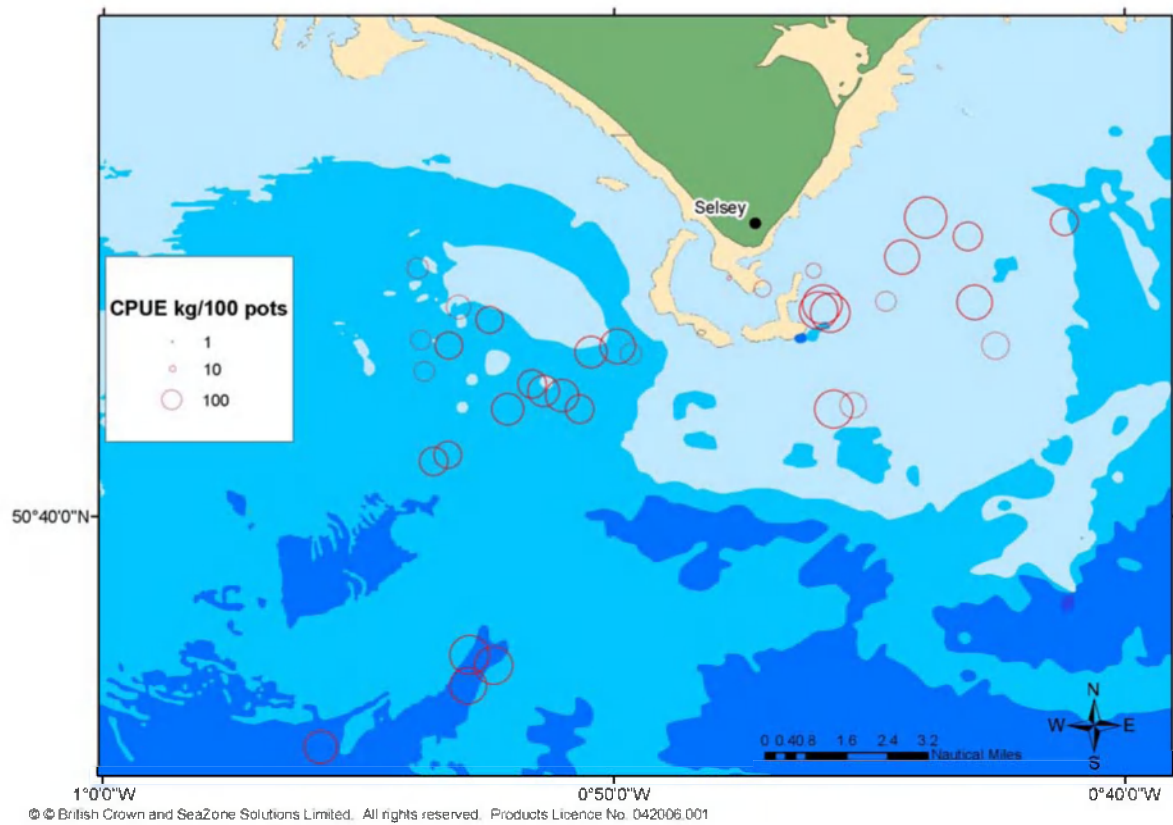 Selsey
CPUE kg/100 pots
1
10
100
50°40'0"N
N
W E
S
0 0.40.8 1.6 2.4 3.2
Nautical Miles
1°0'0"W 0°50'0"W 0°40'0"W
© © British Crown and SeaZone Solutions Limited. All rights reserved. Products Licence No. 042006.001